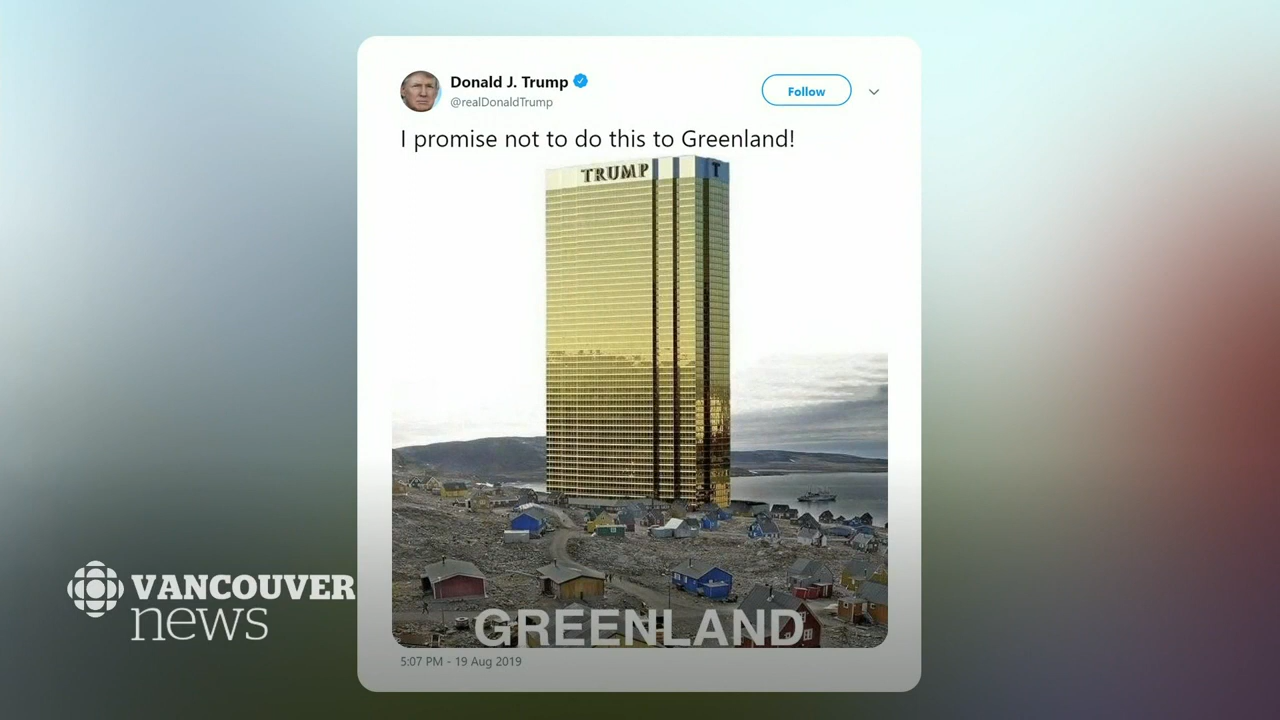 Donald J. Trump
@realDonaldTrump
Follow
I promise not to do this to Greenland!
TRUMP
T
GREENLAND
5:07 PM - 19 Aug 2019
VANCOUVER
news